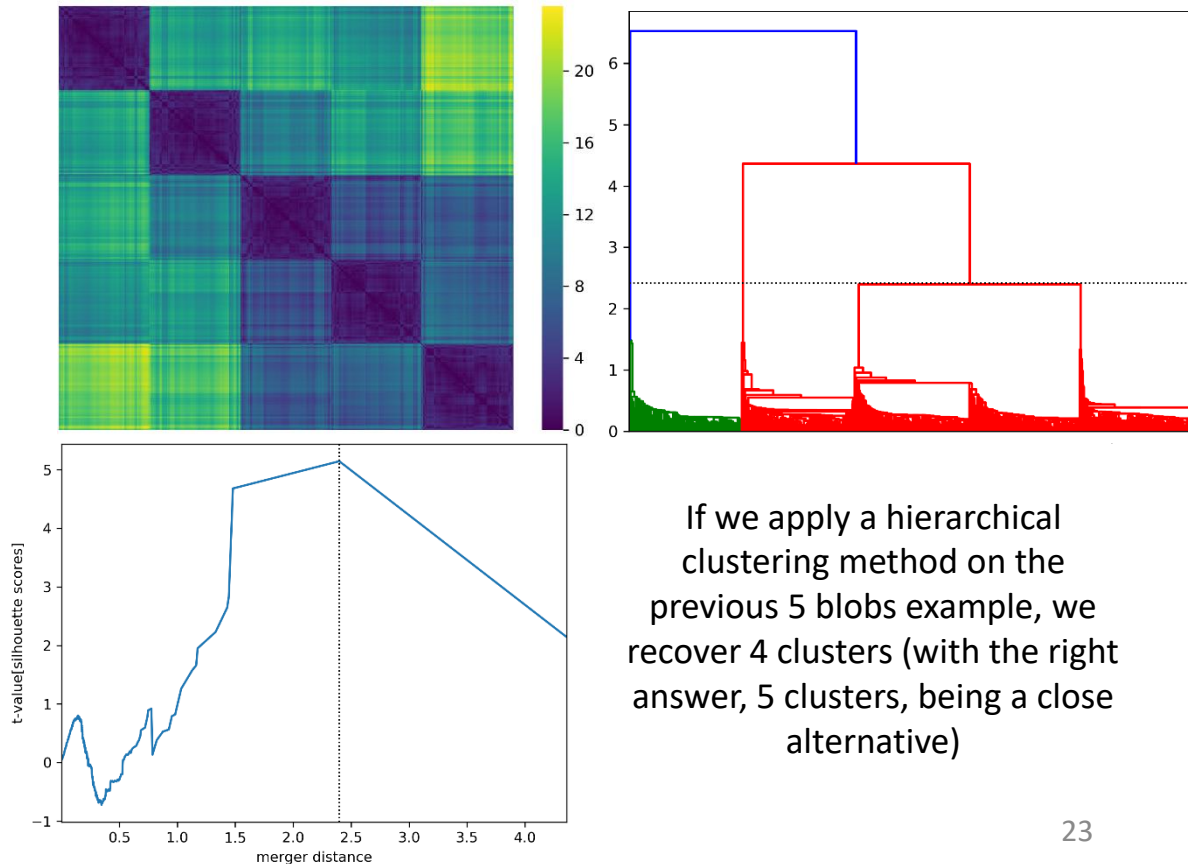 20
16
12
8
4
0
6
5
4
3
2
1
0
5
4
3
2
1
0
−1
t-value[silhouette scores]
0.5 1.0 1.5 2.0 2.5 3.0 3.5 4.0
merger distance
If we apply a hierarchical
clustering method on the
previous 5 blobs example, we
recover 4 clusters (with the right
answer, 5 clusters, being a close
alternative)
23